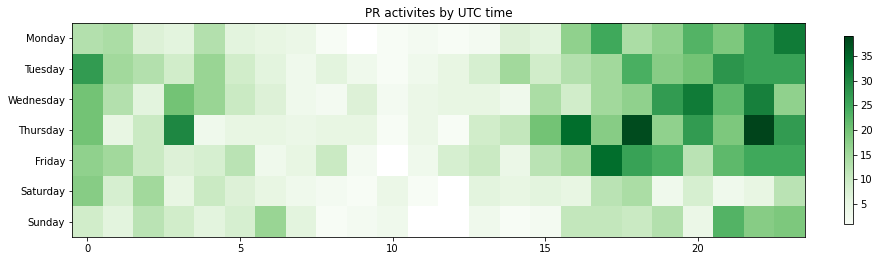 PR activites by UTC time
Monday
Tuesday
Wednesday
Thursday
Friday
Saturday
Sunday
0 5 10 15 20
35
30
25
20
15
10
5